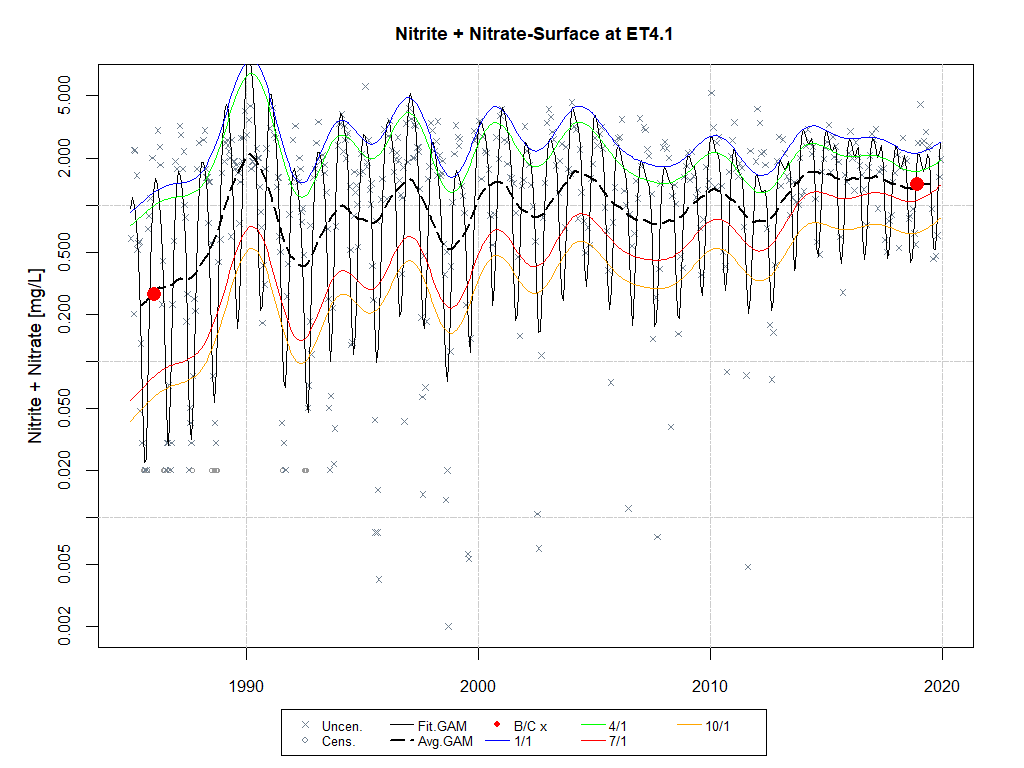 Nitrite + Nitrate-Surface at ET4.1
Nitrite + Nitrate [mg/L]
5.000
2.000
0.500
0.200
0.050
0.020
0.005
0.002
1990 2000 2010 2020
Uncen. Fit.GAM B/C x 4/1 10/1
Cens. Avg.GAM 1/1 7/1